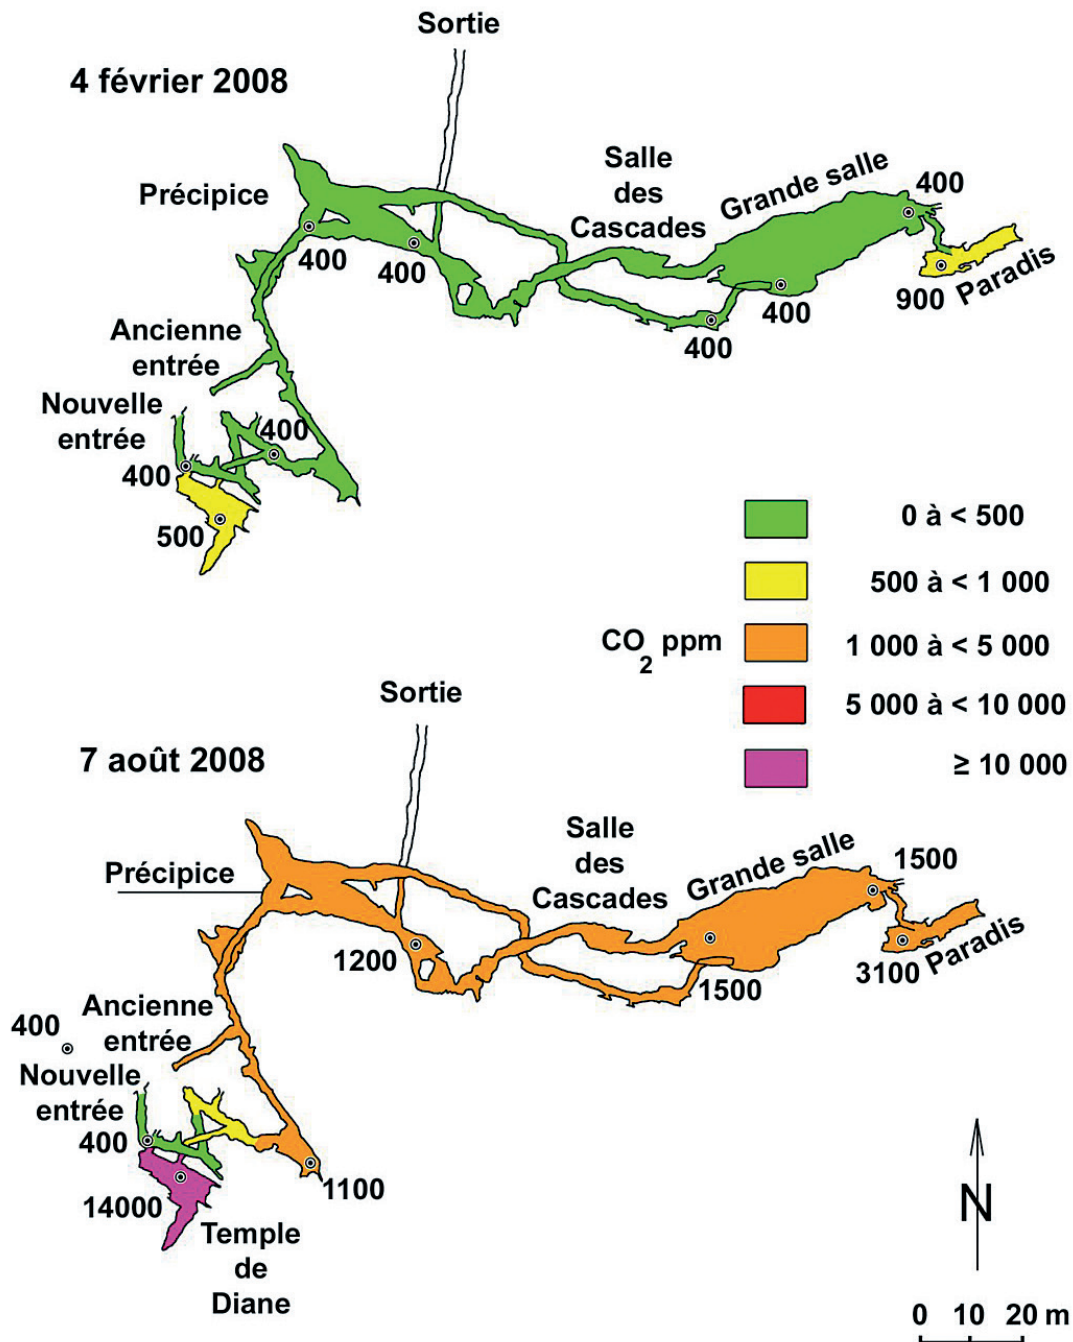 Sortie
4 février 2008
Précipice
Salle
des
Cascades
Grande salle
400
400
400
900
Paradis
400
400
Ancienne
entrée
Nouvelle
entrée
400
400
500
CO2 ppm
0 à < 500
500 à < 1 000
1 000 à < 5 000
5 000 à < 10 000
≥ 10 000
Sortie
7 août 2008
Précipice
Salle
des
Cascades
Grande salle
1500
1200
1500
3100
Paradis
Ancienne
entrée
400
Nouvelle
entrée
400
14000
1100
Temple
de
Diane
N
0 10 20 m